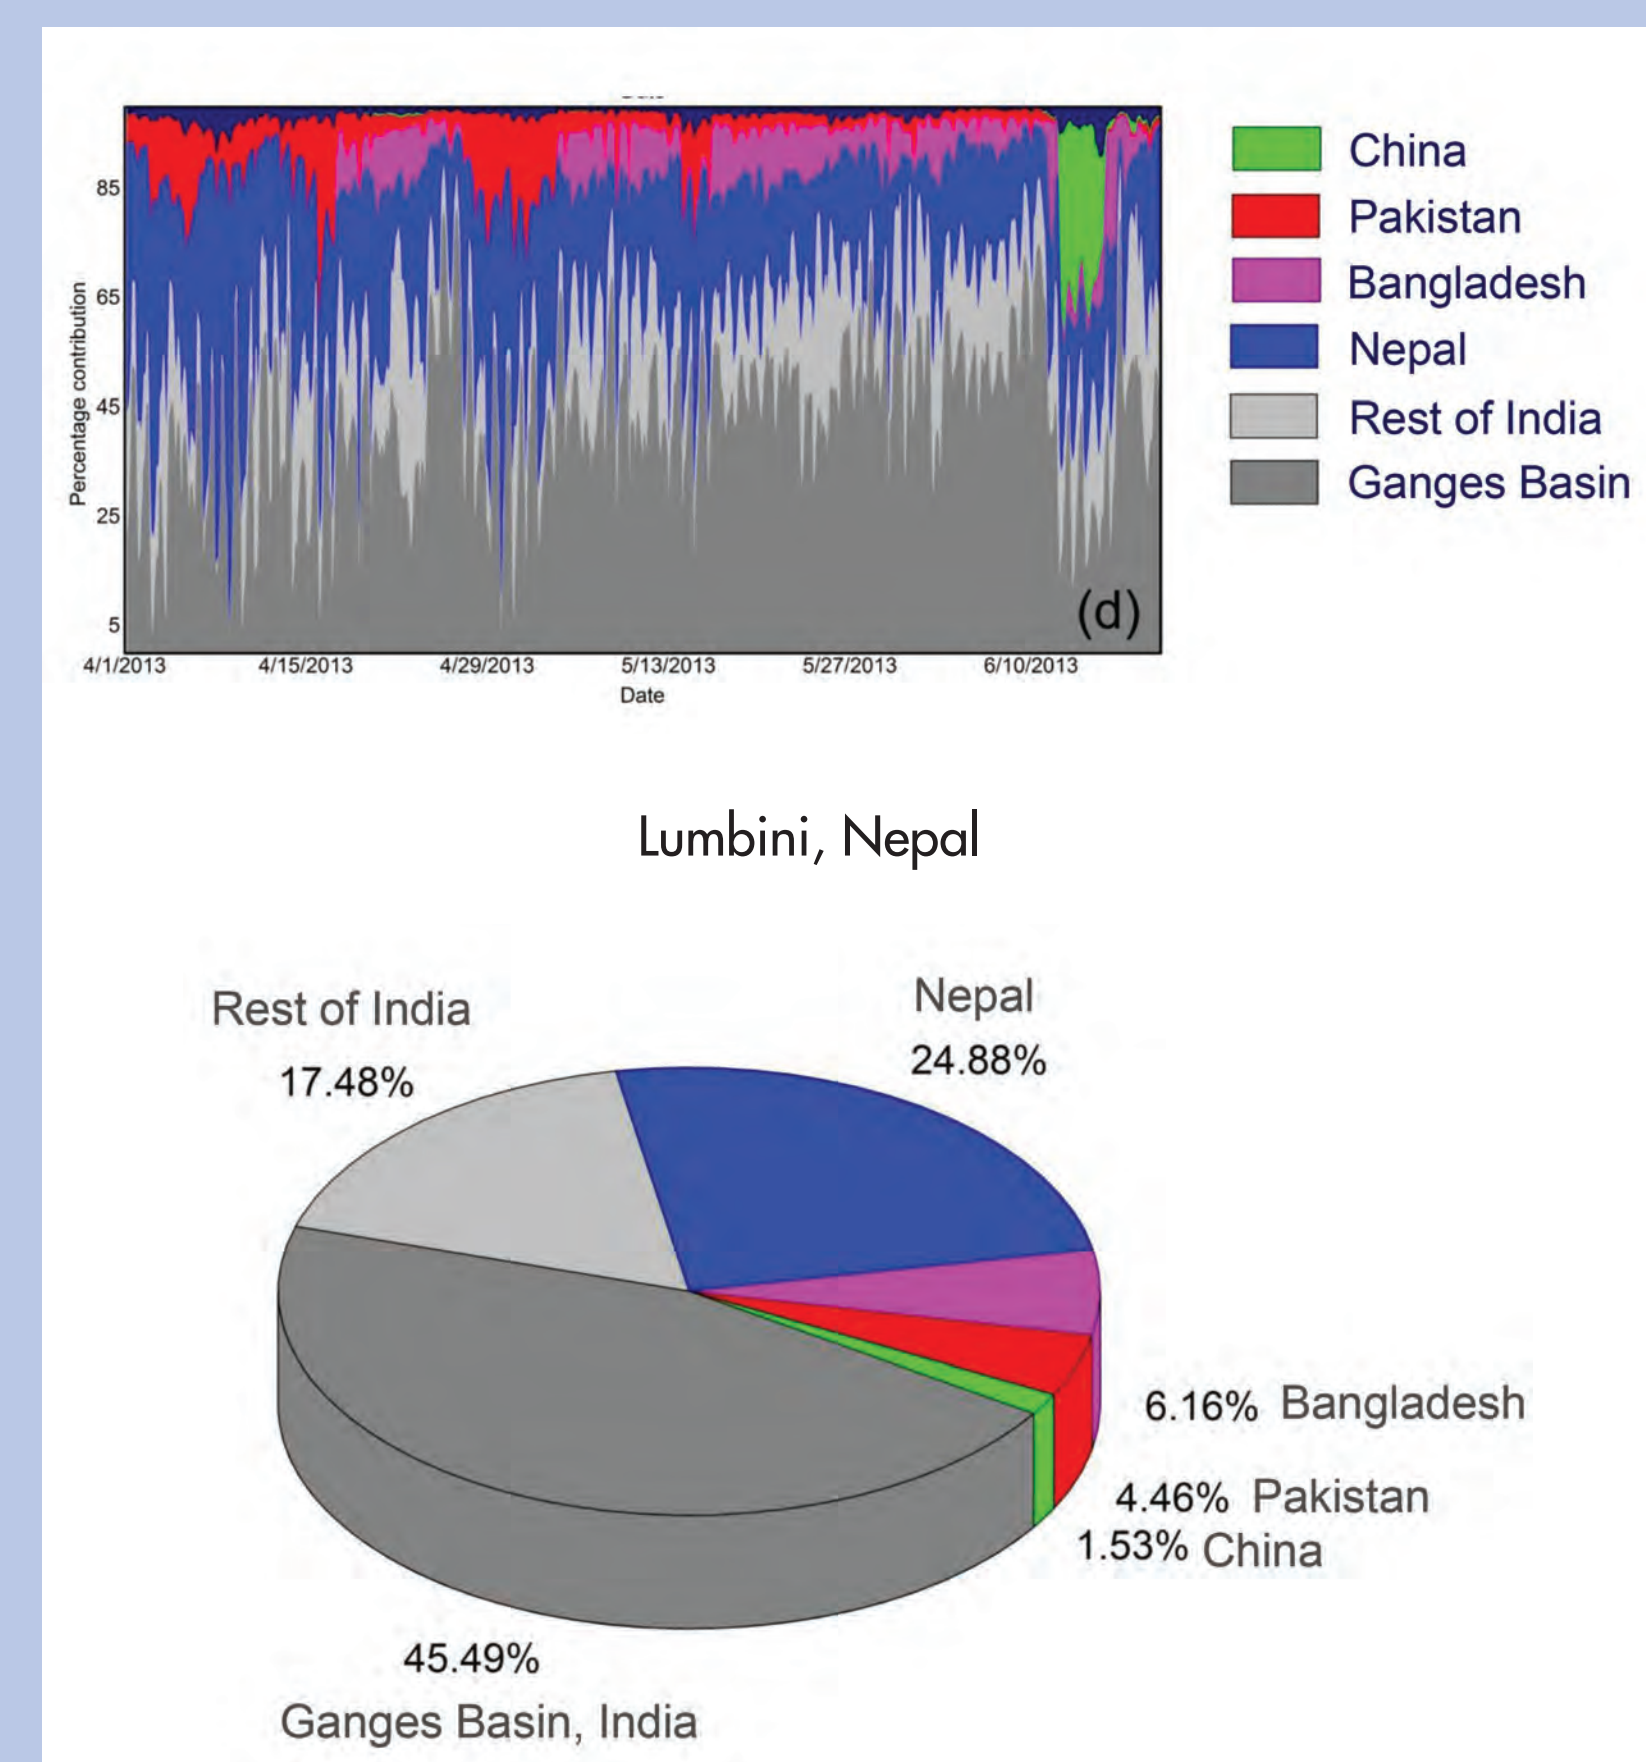 85
65
45
25
5
Percentage contribution
4/1/2013 4/15/2013 4/29/2013 5/13/2013 5/27/2013 6/10/2013
Date
(d)
China
Pakistan
Bangladesh
Nepal
Rest of India
Ganges Basin
Lumbini, Nepal
Rest of India
17.48%
Nepal
24.88%
6.16% Bangladesh
4.46% Pakistan
1.53% China
45.49%
Ganges Basin, India